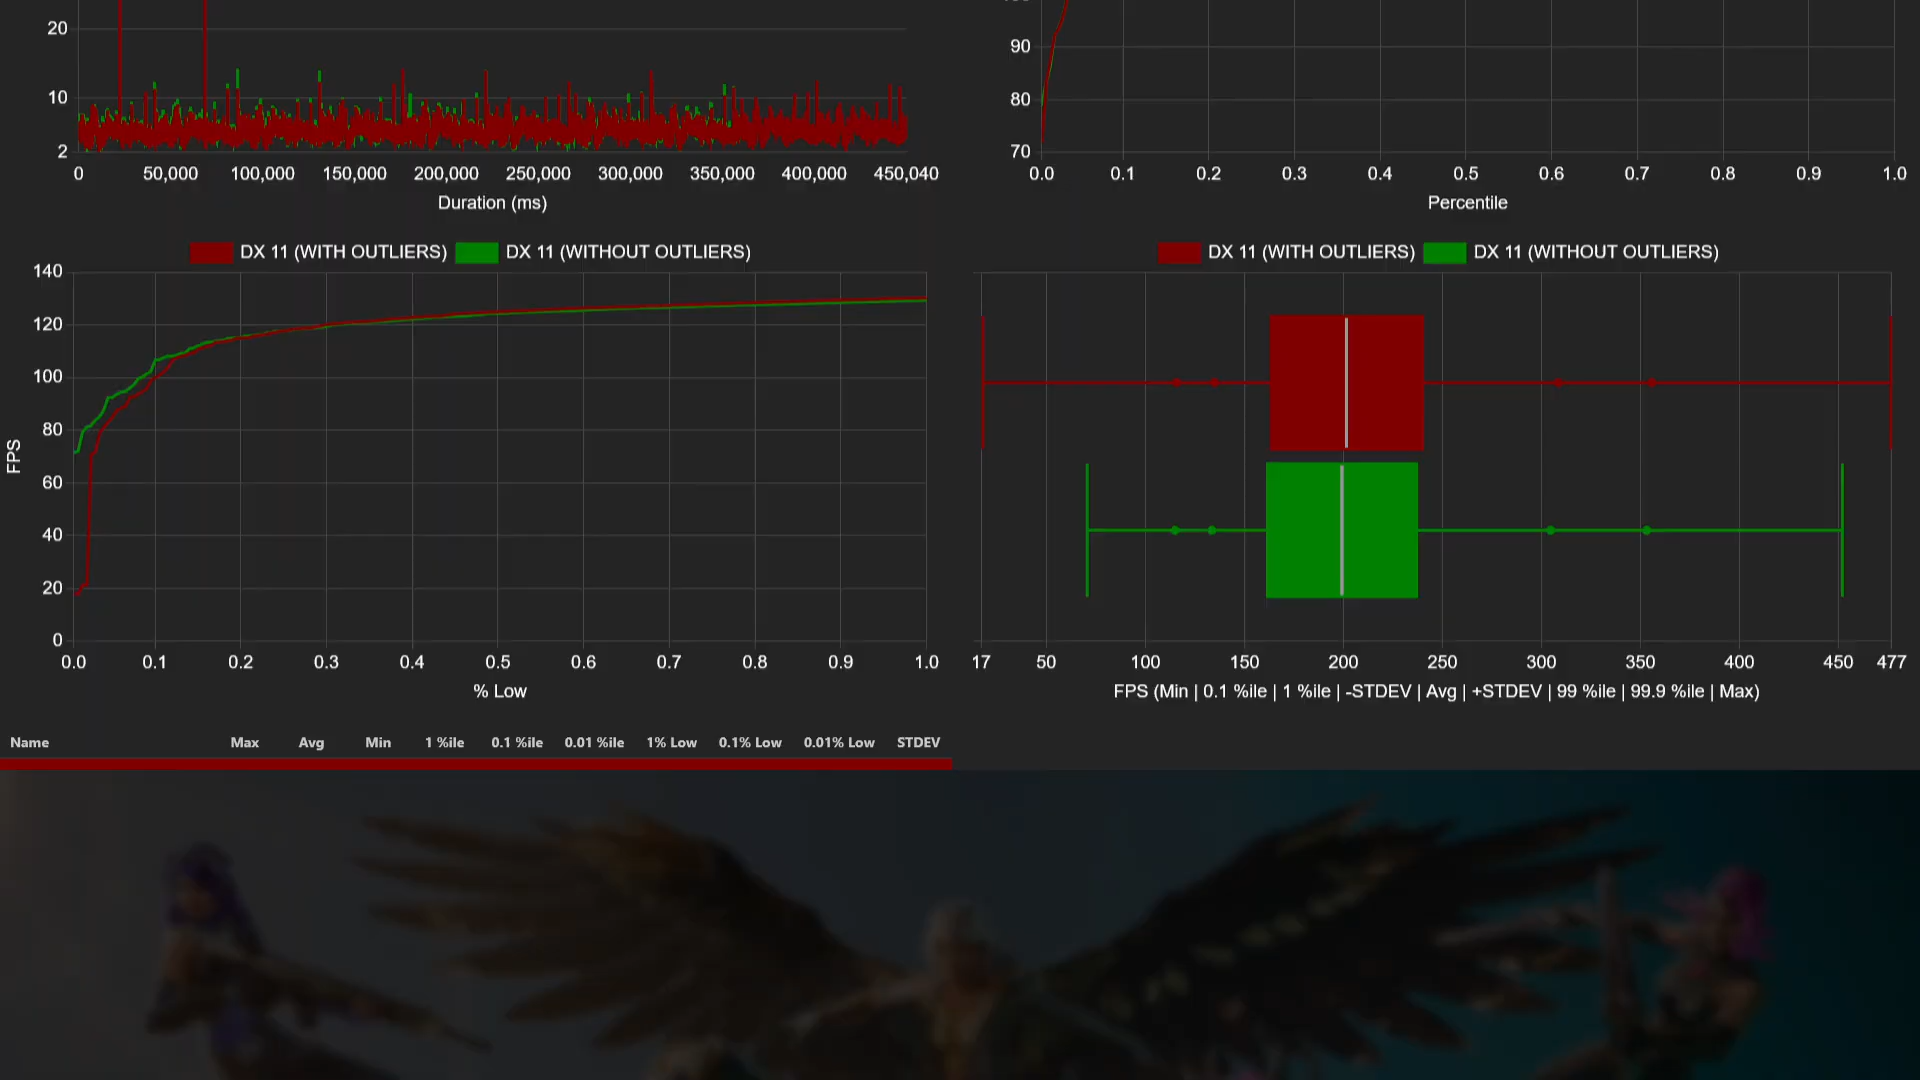 20
10
2
0 50,000 100,000 150,000 200,000 250,000 300,000 350,000 400,000 450,040
Duration (ms)
90
80
70
0.0 0.1 0.2 0.3 0.4 0.5 0.6 0.7 0.8 0.9 1.0
Percentile
DX 11 (WITH OUTLIERS) DX 11 (WITHOUT OUTLIERS)
140
120
100
80
60
40
20
0
FPS
0.0 0.1 0.2 0.3 0.4 0.5 0.6 0.7 0.8 0.9 1.0
% Low
DX 11 (WITH OUTLIERS) DX 11 (WITHOUT OUTLIERS)
17 50 100 150 200 250 300 350 400 450 477
FPS (Min | 0.1 %ile | 1 %ile | -STDEV | Avg | +STDEV | 99 %ile | 99.9 %ile | Max)
Name Max Avg Min 1 %ile 0.1 %ile 0.01 %ile 1% Low 0.1% Low 0.01% Low STDEV